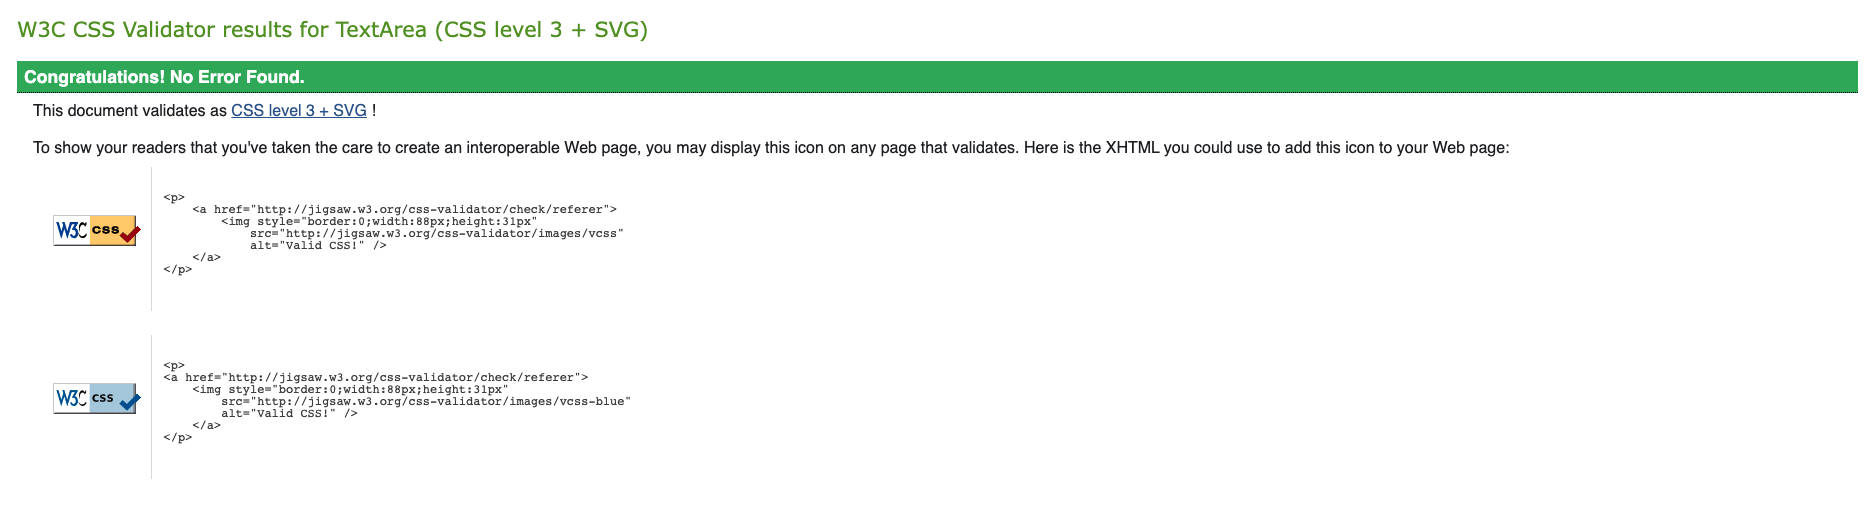 W3C CSS Validator results for TextArea (CSS level 3 + SVG)
Congratulations! No Error Found.
This document validates as CSS level 3 + SVG !
To show your readers that you've taken the care to create an interoperable Web page, you may display this icon on any page that validates. Here is the XHTML you could use to add this icon to your Web page:
W3C css
<p>
    <a href="http://jigsaw.w3.org/css-validator/check/referer">
        <img style="border:0;width:88px;height:31px"
            src="http://jigsaw.w3.org/css-validator/images/vcss"
            alt="Valid CSS!" />
    </a>
</p>
W3C css
<p>
<a href="http://jigsaw.w3.org/css-validator/check/referer">
    <img style="border:0;width:88px;height:31px"
        src="http://jigsaw.w3.org/css-validator/images/vcss-blue"
        alt="Valid CSS!" />
    </a>
</p>